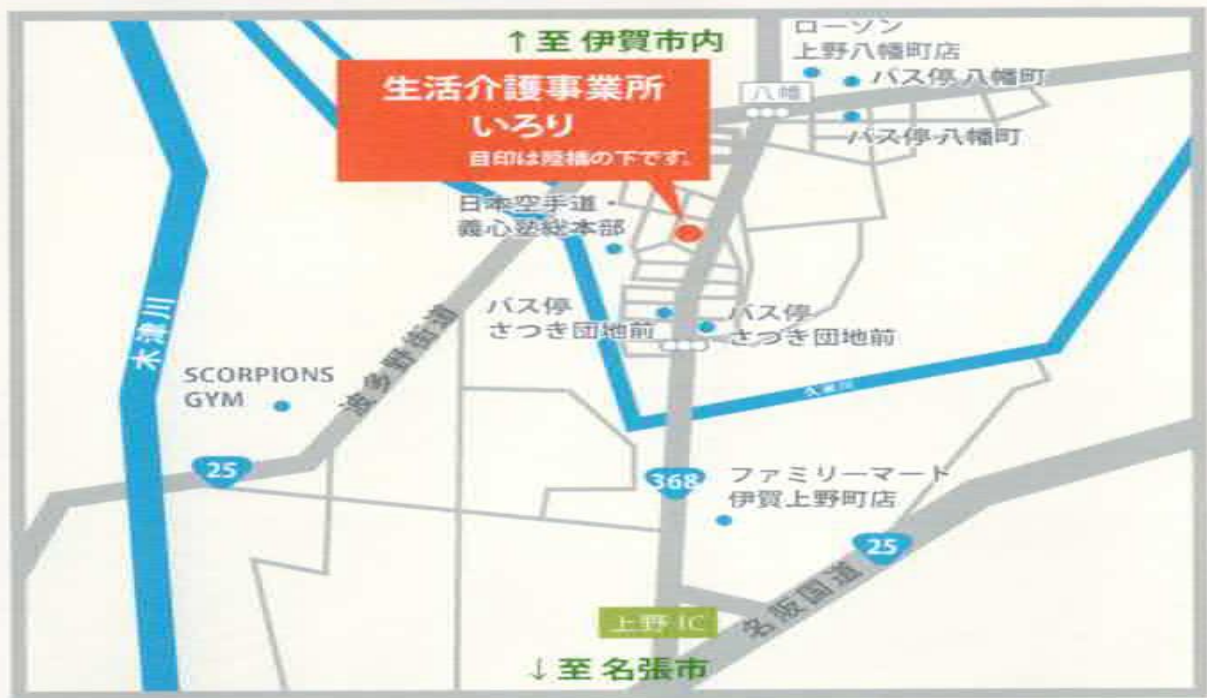 ↑至 伊賀市内
ローソン
上野八幡町店
バス停 八幡町
八幡
バス停 八幡町
生活介護事業所
いろり
目印は陸橋の下です。
日本空手道・
義心塾総本部
バス停
さつき団地前
バス停
さつき団地前
木津川
波多野街道
SCORPIONS
GYM
久米川
25
368
ファミリーマート
伊賀上野町店
25
名阪国道
上野 IC
↓至 名張市